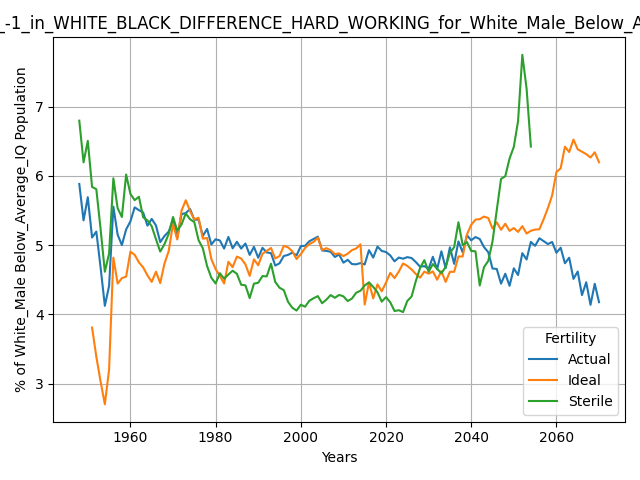 _-1_in_WHITE_BLACK_DIFFERENCE_HARD_WORKING_for_White_Male_Below_A
% of White_Male Below_Average_IQ Population
7
6
5
4
3
1960 1980 2000 2020 2040 2060
Years
Fertility
Actual
Ideal
Sterile